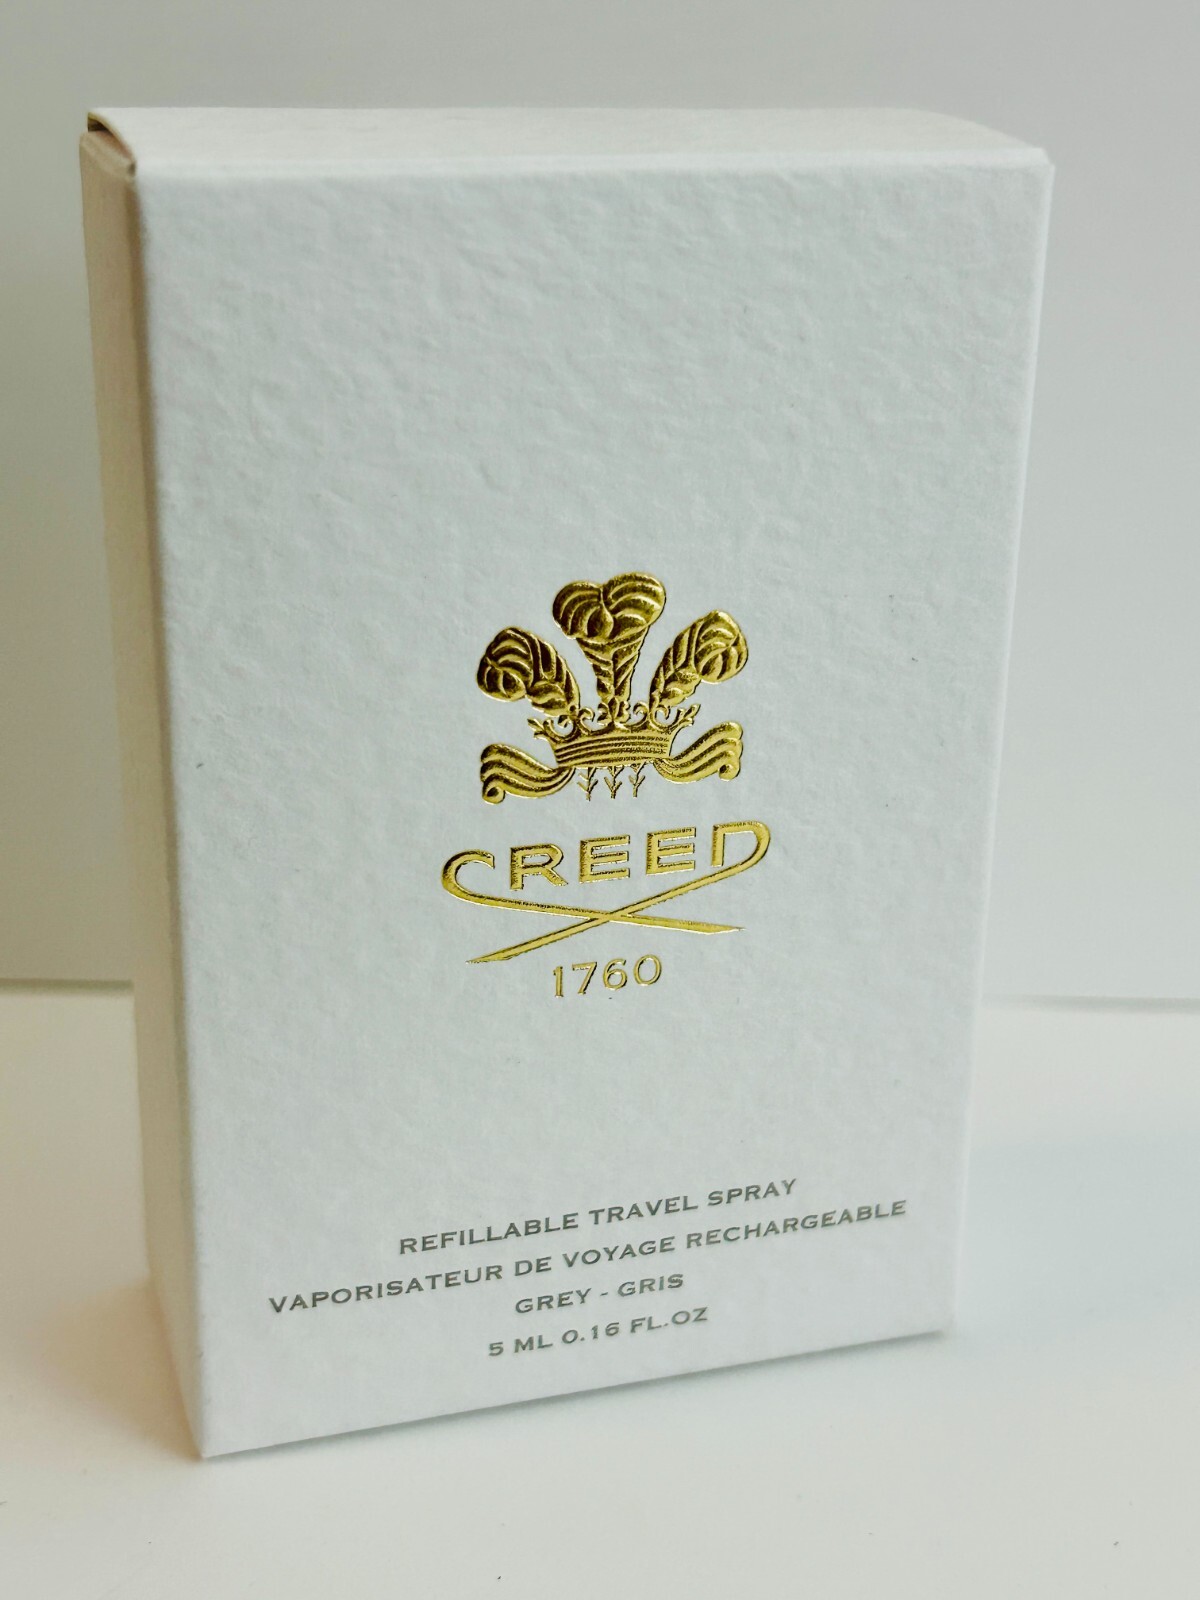 CREED
1760
REFILLABLE TRAVEL SPRAY
VAPORISATEUR DE VOYAGE RECHARGEABLE
GREY - GRIS
5 ML 0.16 FL.OZ